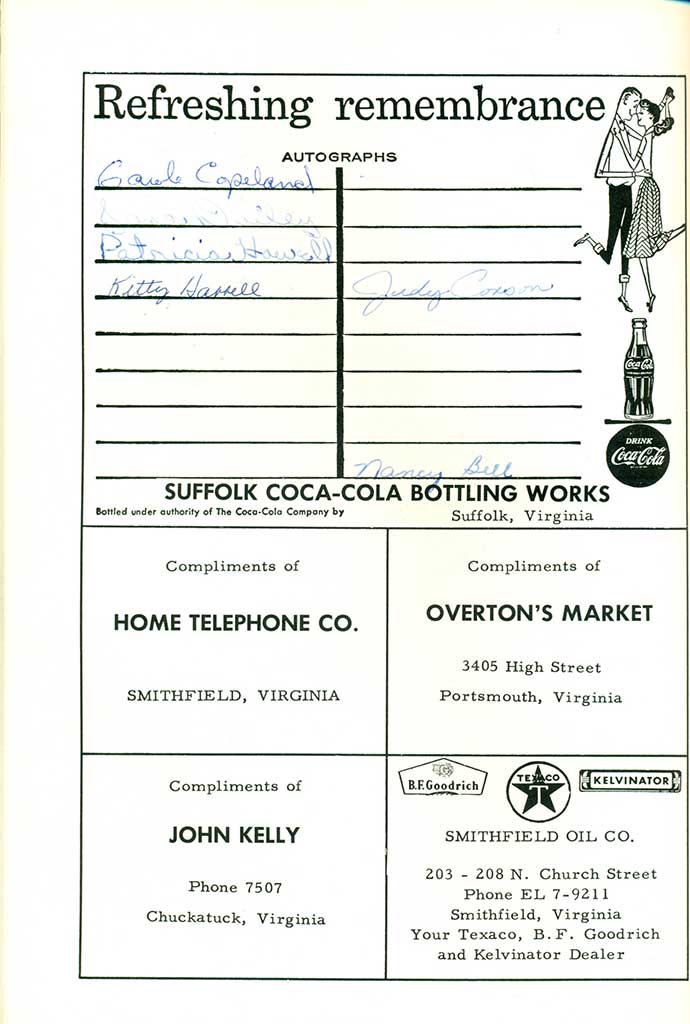 Refreshing remembrance
AUTOGRAPHS
Carole Copeland
Patricia Howell
Kitty Harrell
Judy Corson
Nancy Bell
Coca-Cola
DRINK
Coca-Cola
SUFFOLK COCA-COLA BOTTLING WORKS
Bottled under authority of The Coca-Cola Company by
Suffolk, Virginia
Compliments of
HOME TELEPHONE CO.
SMITHFIELD, VIRGINIA
Compliments of
OVERTON'S MARKET
3405 High Street
Portsmouth, Virginia
Compliments of
JOHN KELLY
Phone 7507
Chuckatuck, Virginia
B.F.Goodrich
TEXACO
T
KELVINATOR
SMITHFIELD OIL CO.
203 - 208 N. Church Street
Phone EL 7-9211
Smithfield, Virginia
Your Texaco, B.F. Goodrich
and Kelvinator Dealer